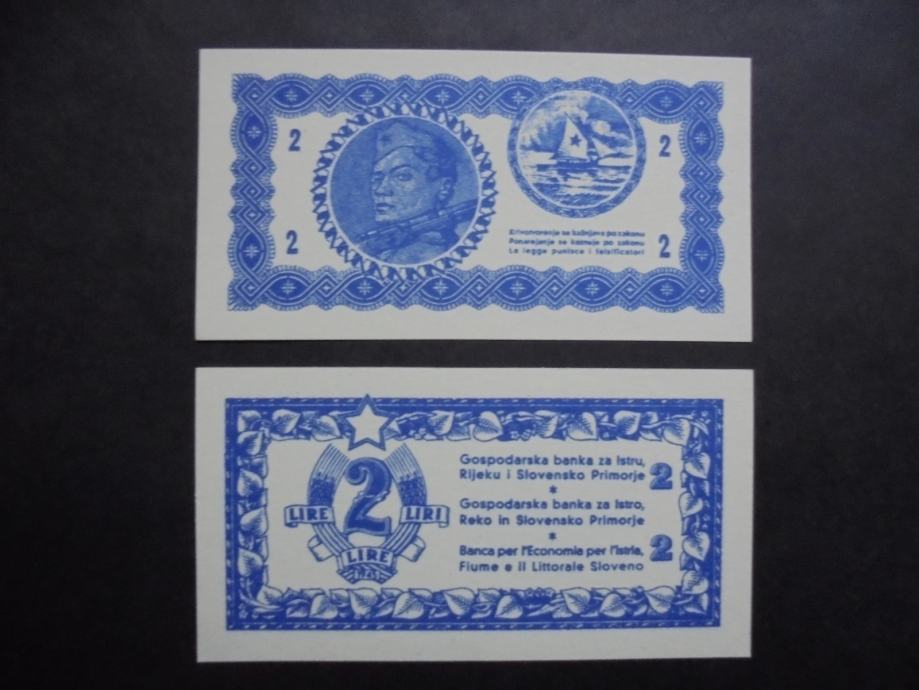 2
2
2
2
Krivotvorenje se kažnjava po zakonu
Ponarejanje se kaznuje po zakonu
La legge punisce i falsificatori
Gospodarska banka za Istru,
Rijeku i Slovensko Primorje
2
*
Gospodarska banka za Istro,
Reko in Slovensko Primorje
*
Banca per l'Economia per l'Istria,
Fiume e il Littorale Sloveno
2
2
LIRE
LIRI
LIRE
1945